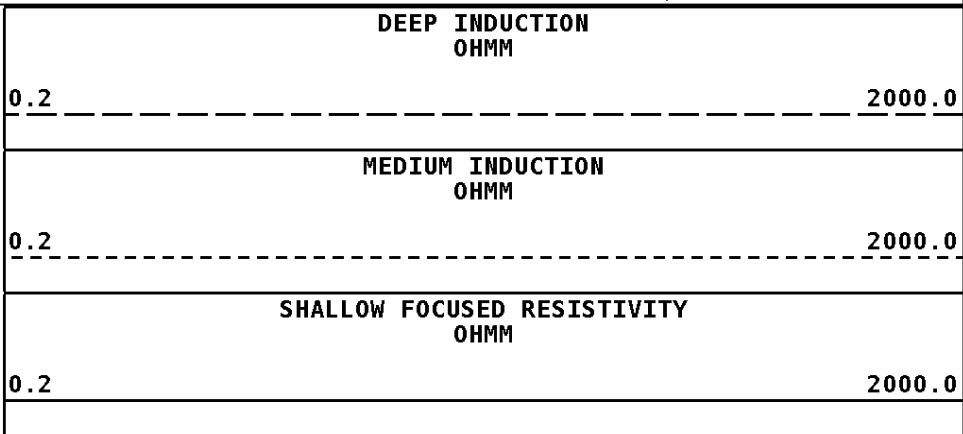 DEEP INDUCTION
OHMM
0.2 2000.0
MEDIUM INDUCTION
OHMM
0.2 2000.0
SHALLOW FOCUSED RESISTIVITY
OHMM
0.2 2000.0